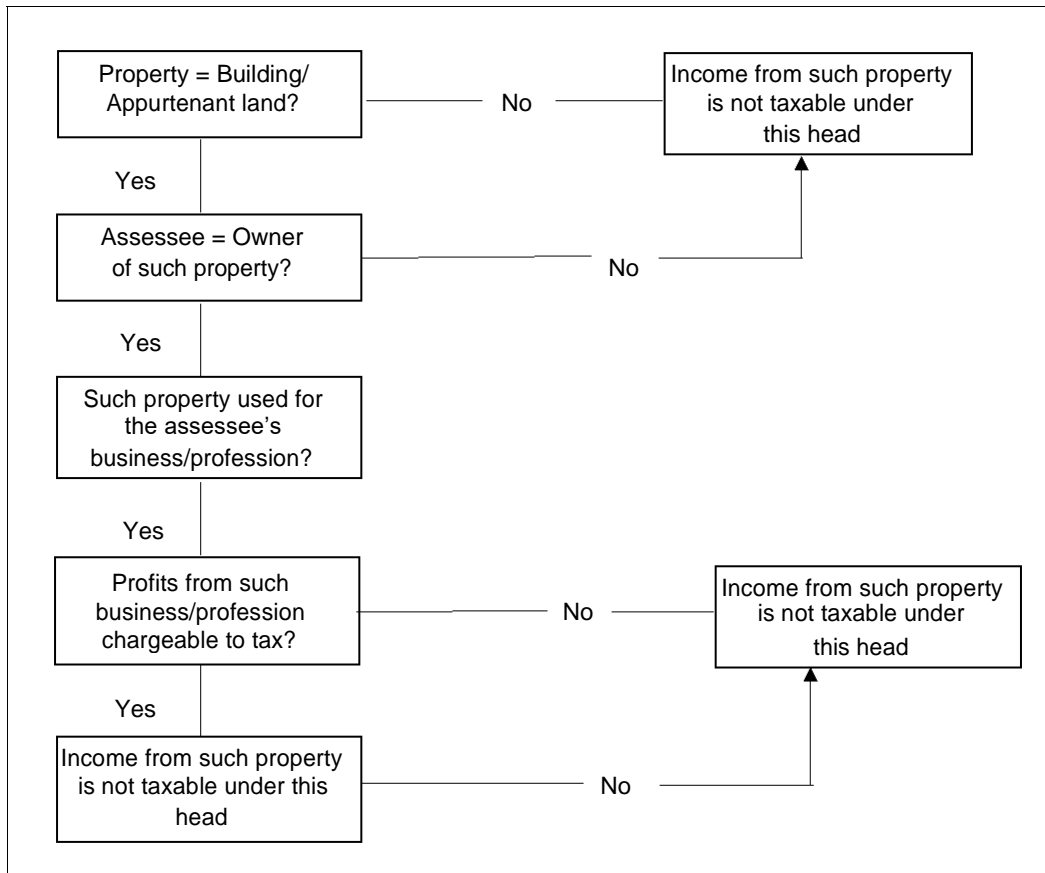 Property = Building/
Appurtenant land?
No
Income from such property
is not taxable under
this head
Yes
Assessee = Owner
of such property?
No
Yes
Such property used for
the assessee's
business/profession?
Yes
Profits from such
business/profession
chargeable to tax?
No
Income from such property
is not taxable under
this head
Yes
Income from such property
is not taxable under this
head
No